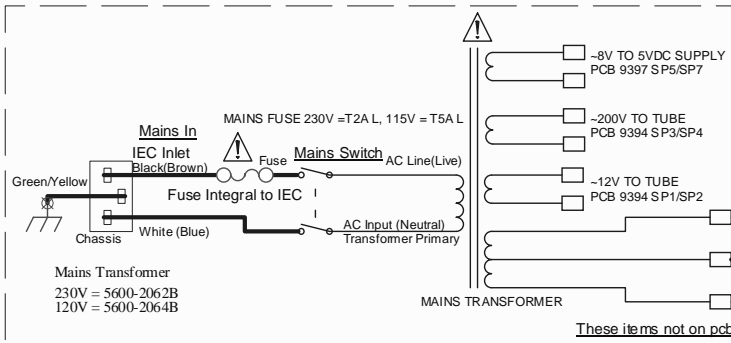 ~8V TO 5VDC SUPPLY
PCB 9397 SP5/SP7
MAINS FUSE 230V =T2A L, 115V = T5A L
~200V TO TUBE
PCB 9394 SP3/SP4
Mains In
IEC Inlet
Black(Brown)
Fuse
Mains Switch
AC Line(Live)
Green/Yellow
Fuse Integral to IEC
~12V TO TUBE
PCB 9394 SP1/SP2
Chassis
White (Blue)
AC Input (Neutral)
Transformer Primary
Mains Transformer
230V = 5600-2062B
120V = 5600-2064B
MAINS TRANSFORMER
These items not on pcb